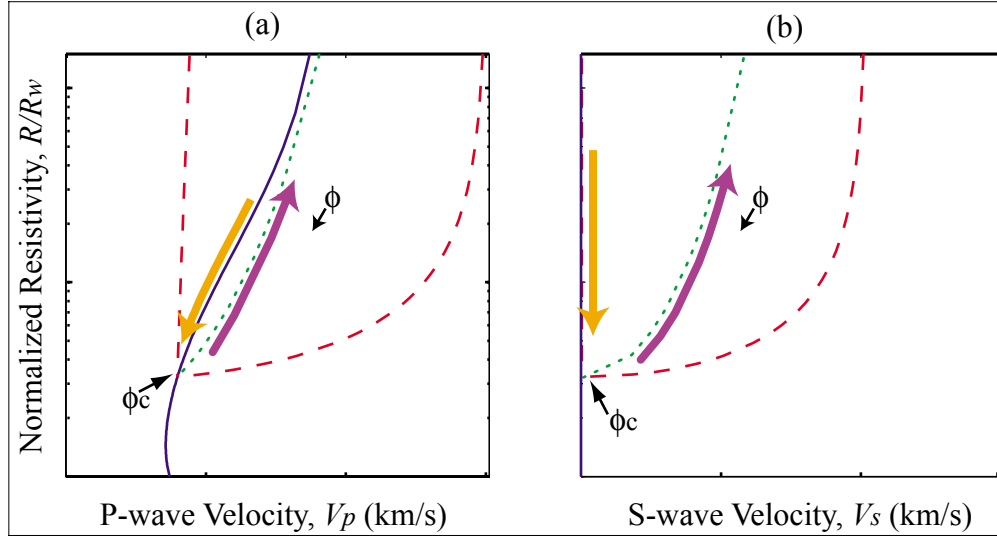 (a)
(b)
Normalized Resistivity, R/Rw
ϕ
ϕ
ϕc
ϕc
P-wave Velocity, Vp (km/s)
S-wave Velocity, Vs (km/s)